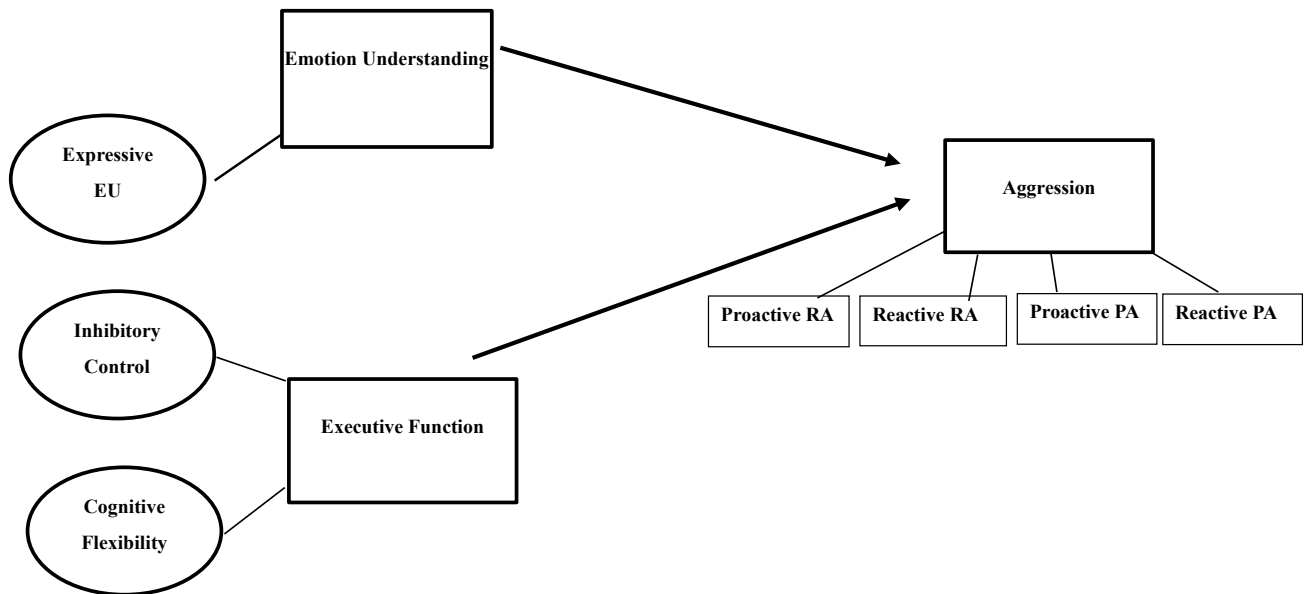 Emotion Understanding
Expressive
EU
Aggression
Proactive RA
Reactive RA
Proactive PA
Reactive PA
Inhibitory
Control
Executive Function
Cognitive
Flexibility